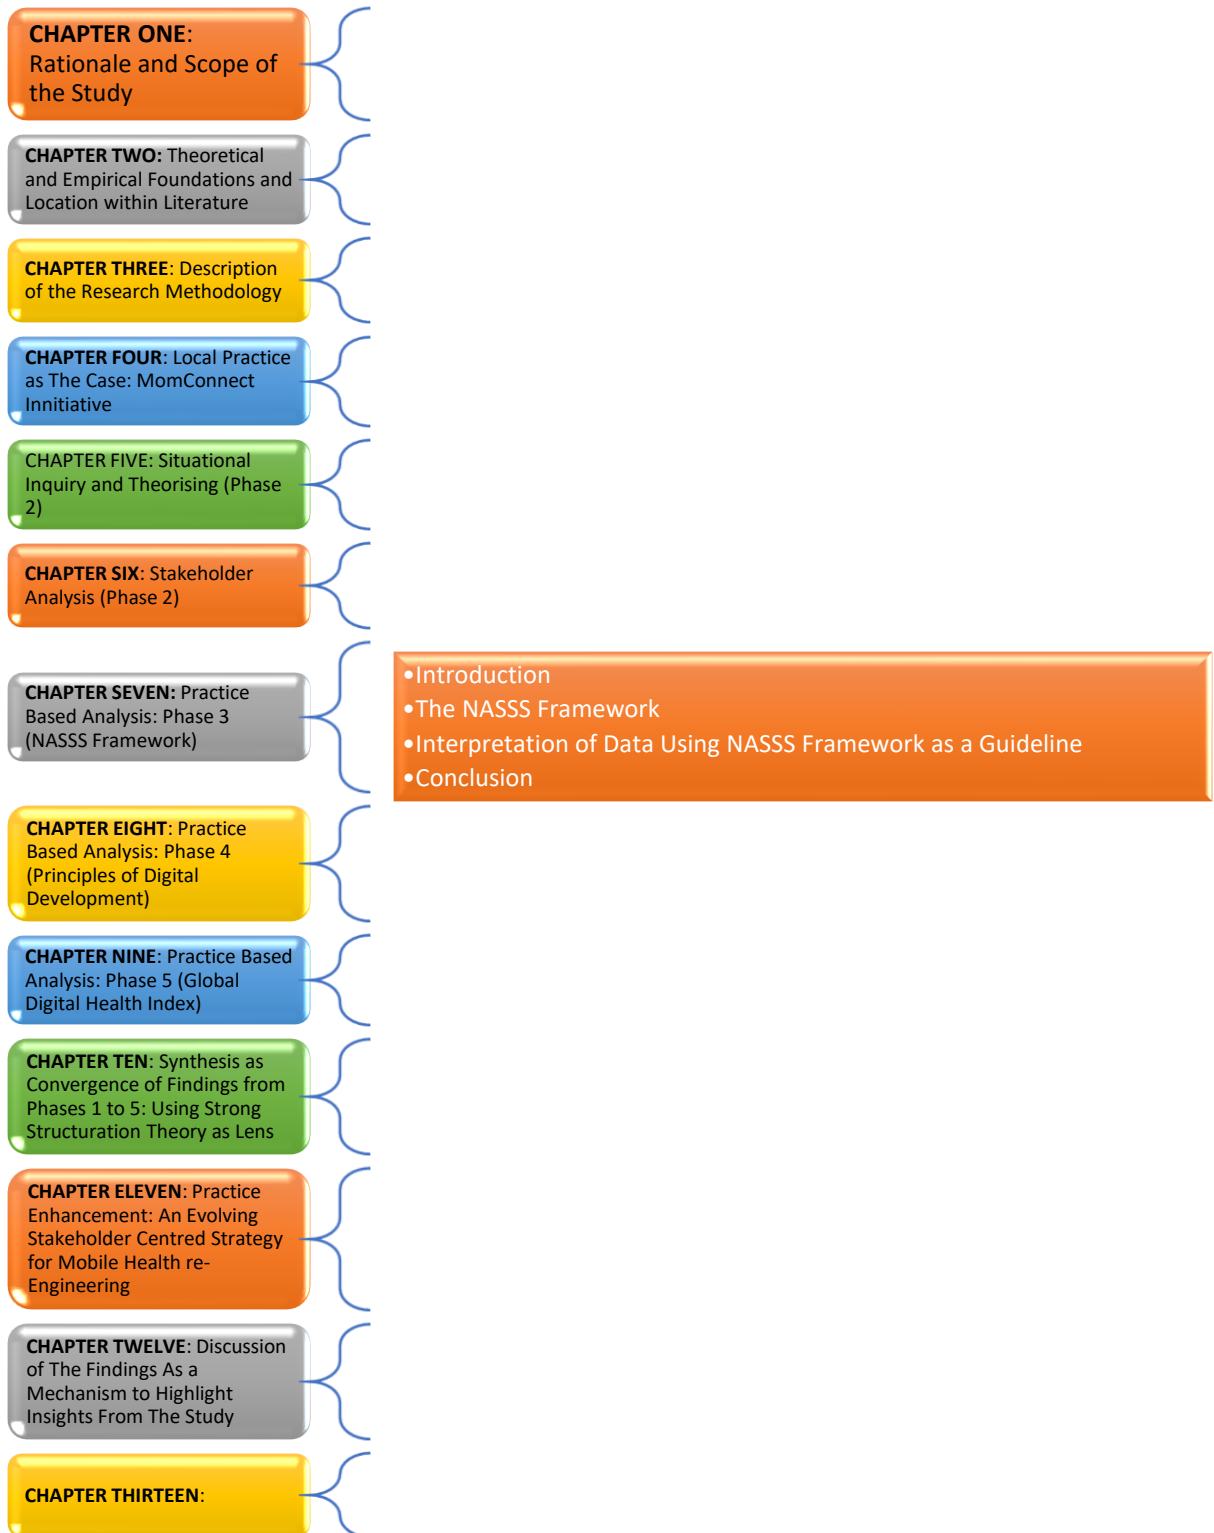 CHAPTER ONE:
Rationale and Scope of
the Study
CHAPTER TWO: Theoretical
and Empirical Foundations and
Location within Literature
CHAPTER THREE: Description
of the Research Methodology
CHAPTER FOUR: Local Practice
as The Case: MomConnect
Innitiative
CHAPTER FIVE: Situational
Inquiry and Theorising (Phase
2)
CHAPTER SIX: Stakeholder
Analysis (Phase 2)
CHAPTER SEVEN: Practice
Based Analysis: Phase 3
(NASSS Framework)
•Introduction
•The NASSS Framework
•Interpretation of Data Using NASSS Framework as a Guideline
•Conclusion
CHAPTER EIGHT: Practice
Based Analysis: Phase 4
(Principles of Digital
Development)
CHAPTER NINE: Practice Based
Analysis: Phase 5 (Global
Digital Health Index)
CHAPTER TEN: Synthesis as
Convergence of Findings from
Phases 1 to 5: Using Strong
Structuration Theory as Lens
CHAPTER ELEVEN: Practice
Enhancement: An Evolving
Stakeholder Centred Strategy
for Mobile Health re-
Engineering
CHAPTER TWELVE: Discussion
of The Findings As a
Mechanism to Highlight
Insights From The Study
CHAPTER THIRTEEN: